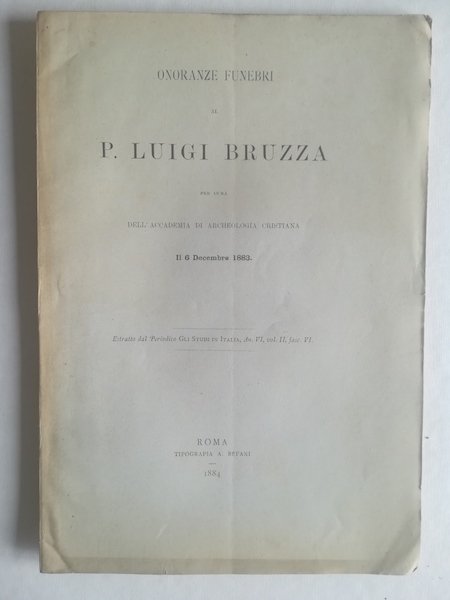 ONORANZE FUNEBRI
AL
P. LUIGI BRUZZA
PER CURA
DELL'ACCADEMIA DI ARCHEOLOGIA CRISTIANA
Il 6 Decembre 1883.
Estratto dal Periodico GLI STUDI IN ITALIA, An. VI, vol. II, fasc. VI.
ROMA
TIPOGRAFIA A. BEFANI
1884